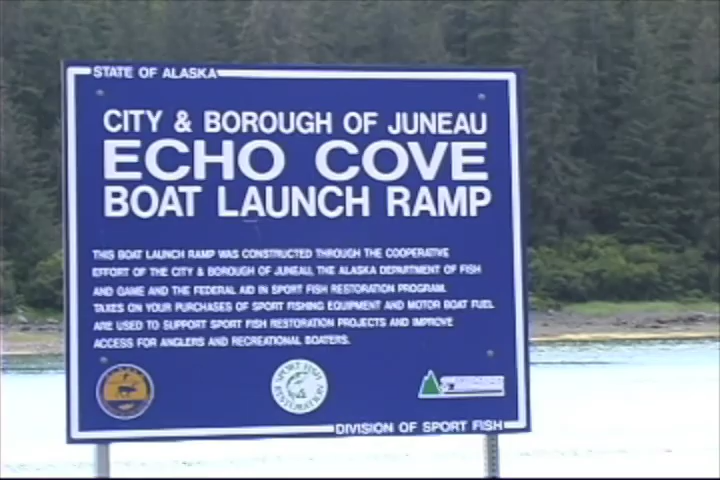 STATE OF ALASKA
CITY & BOROUGH OF JUNEAU
ECHO COVE
BOAT LAUNCH RAMP
THIS BOAT LAUNCH RAMP WAS CONSTRUCTED THROUGH THE COOPERATIVE
EFFORT OF THE CITY & BOROUGH OF JUNEAU, THE ALASKA DEPARTMENT OF FISH
AND GAME AND THE FEDERAL AID IN SPORT FISH RESTORATION PROGRAM.
TAXES ON YOUR PURCHASES OF SPORT FISHING EQUIPMENT AND MOTOR BOAT FUEL
ARE USED TO SUPPORT SPORT FISH RESTORATION PROJECTS AND IMPROVE
ACCESS FOR ANGLERS AND RECREATIONAL BOATERS.
SPORT FISH
RESTORATION
DIVISION OF SPORT FISH